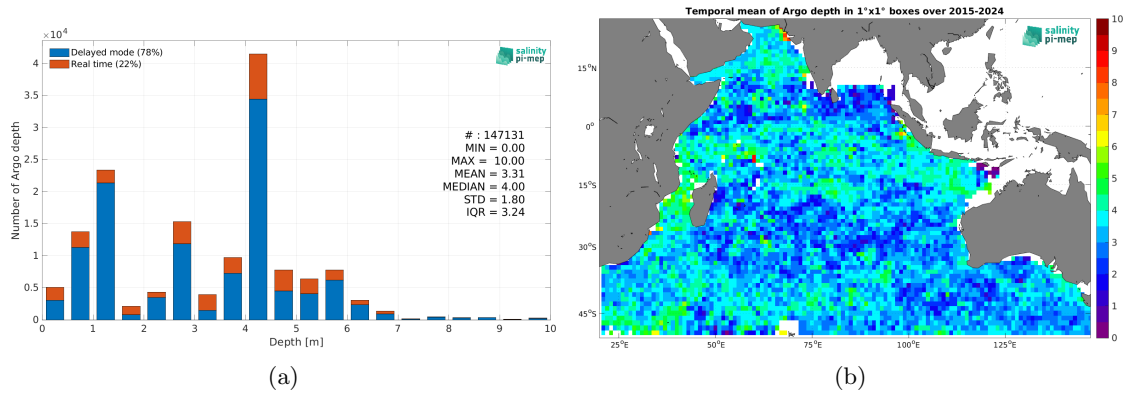 ×10⁴
Delayed mode (78%)
Real time (22%)
salinity
pi-mep
# : 147131
MIN = 0.00
MAX = 10.00
MEAN = 3.31
MEDIAN = 4.00
STD = 1.80
IQR = 3.24
Number of Argo depth
4
3.5
3
2.5
2
1.5
1
0.5
0
0 1 2 3 4 5 6 7 8 9 10
Depth [m]
(a)
Temporal mean of Argo depth in 1°x1° boxes over 2015-2024
salinity
pi-mep
15°N
0°
15°S
30°S
45°S
25°E 50°E 75°E 100°E 125°E
10
9
8
7
6
5
4
3
2
1
0
(b)